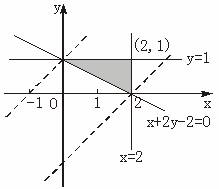 y
(2, 1)
y=1
-1 0 1 2 x
x+2y-2=0
x=2